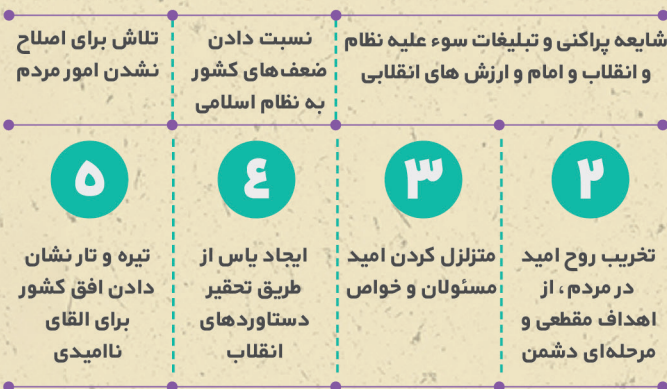 شایعه پراکنی و تبلیغات سوء علیه نظام
و انقلاب و امام و ارزش های انقلابی
نسبت دادن
ضعف‌های کشور
به نظام اسلامی
تلاش برای اصلاح
نشدن امور مردم
۲
تخریب روح امید
در مردم ، از
اهداف مقطعی و
مرحله‌ای دشمن
۳
متزلزل کردن امید
مسئولان و خواص
٤
ایجاد یاس از
طریق تحقیر
دستاوردهای
انقلاب
۵
تیره و تار نشان
دادن افق کشور
برای القای
ناامیدی